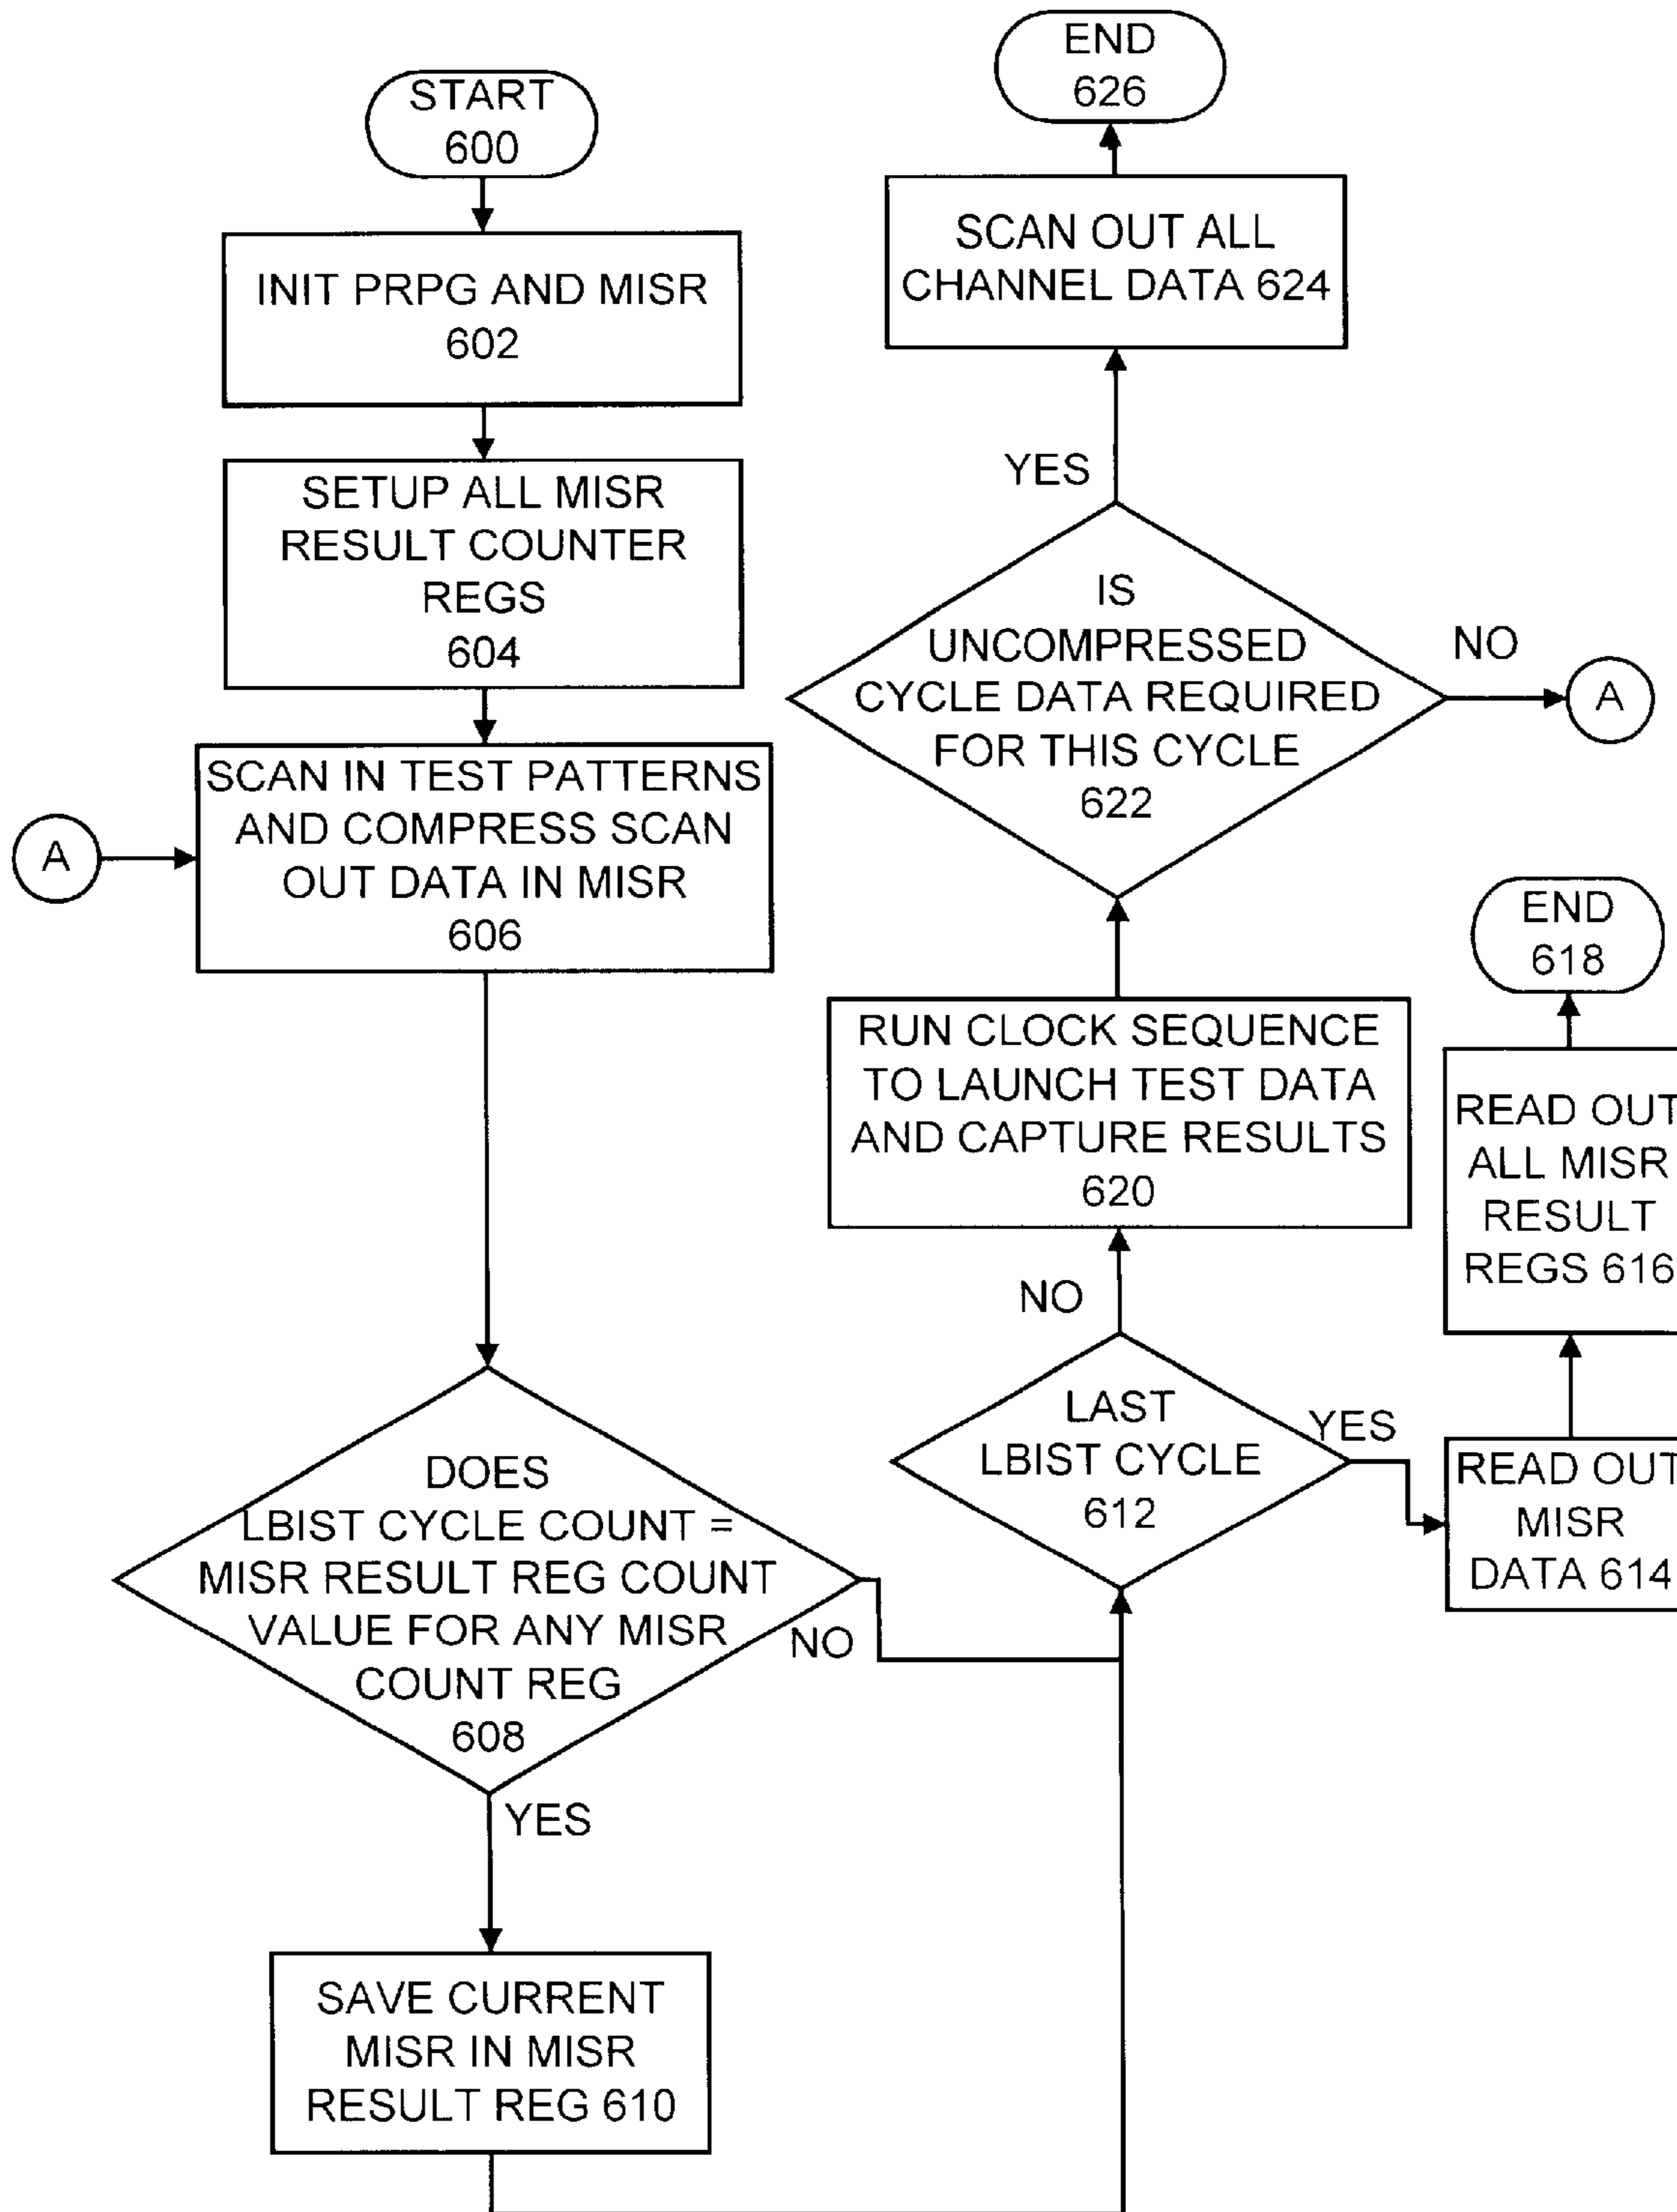 START
600
INIT PRPG AND MISR
602
SETUP ALL MISR
RESULT COUNTER
REGS
604
A
SCAN IN TEST PATTERNS
AND COMPRESS SCAN
OUT DATA IN MISR
606
DOES
LBIST CYCLE COUNT =
MISR RESULT REG COUNT
VALUE FOR ANY MISR
COUNT REG
608
NO
YES
SAVE CURRENT
MISR IN MISR
RESULT REG 610
LAST
LBIST CYCLE
612
YES
NO
READ OUT
MISR
DATA 614
READ OUT
ALL MISR
RESULT
REGS 616
END
618
RUN CLOCK SEQUENCE
TO LAUNCH TEST DATA
AND CAPTURE RESULTS
620
IS
UNCOMPRESSED
CYCLE DATA REQUIRED
FOR THIS CYCLE
622
NO
A
YES
SCAN OUT ALL
CHANNEL DATA 624
END
626